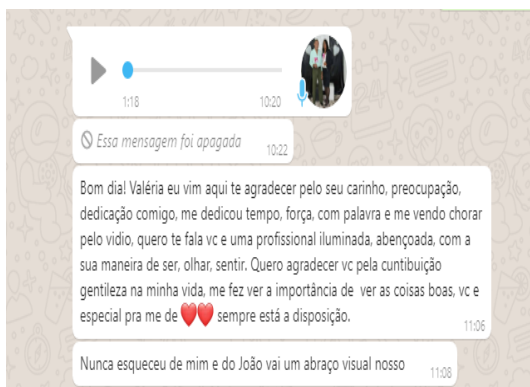 1:18 10:20
Essa mensagem foi apagada 10:22
Bom dia! Valéria eu vim aqui te agradecer pelo seu carinho, preocupação,
dedicação comigo, me dedicou tempo, força, com palavra e me vendo chorar
pelo vidio, quero te fala vc e uma profissional iluminada, abençoada, com a
sua maneira de ser, olhar, sentir. Quero agradecer vc pela cuntibuição
gentileza na minha vida, me fez ver a importância de ver as coisas boas, vc e
especial pra me de ❤️❤️ sempre está a disposição. 11:06
Nunca esqueceu de mim e do João vai um abraço visual nosso 11:08